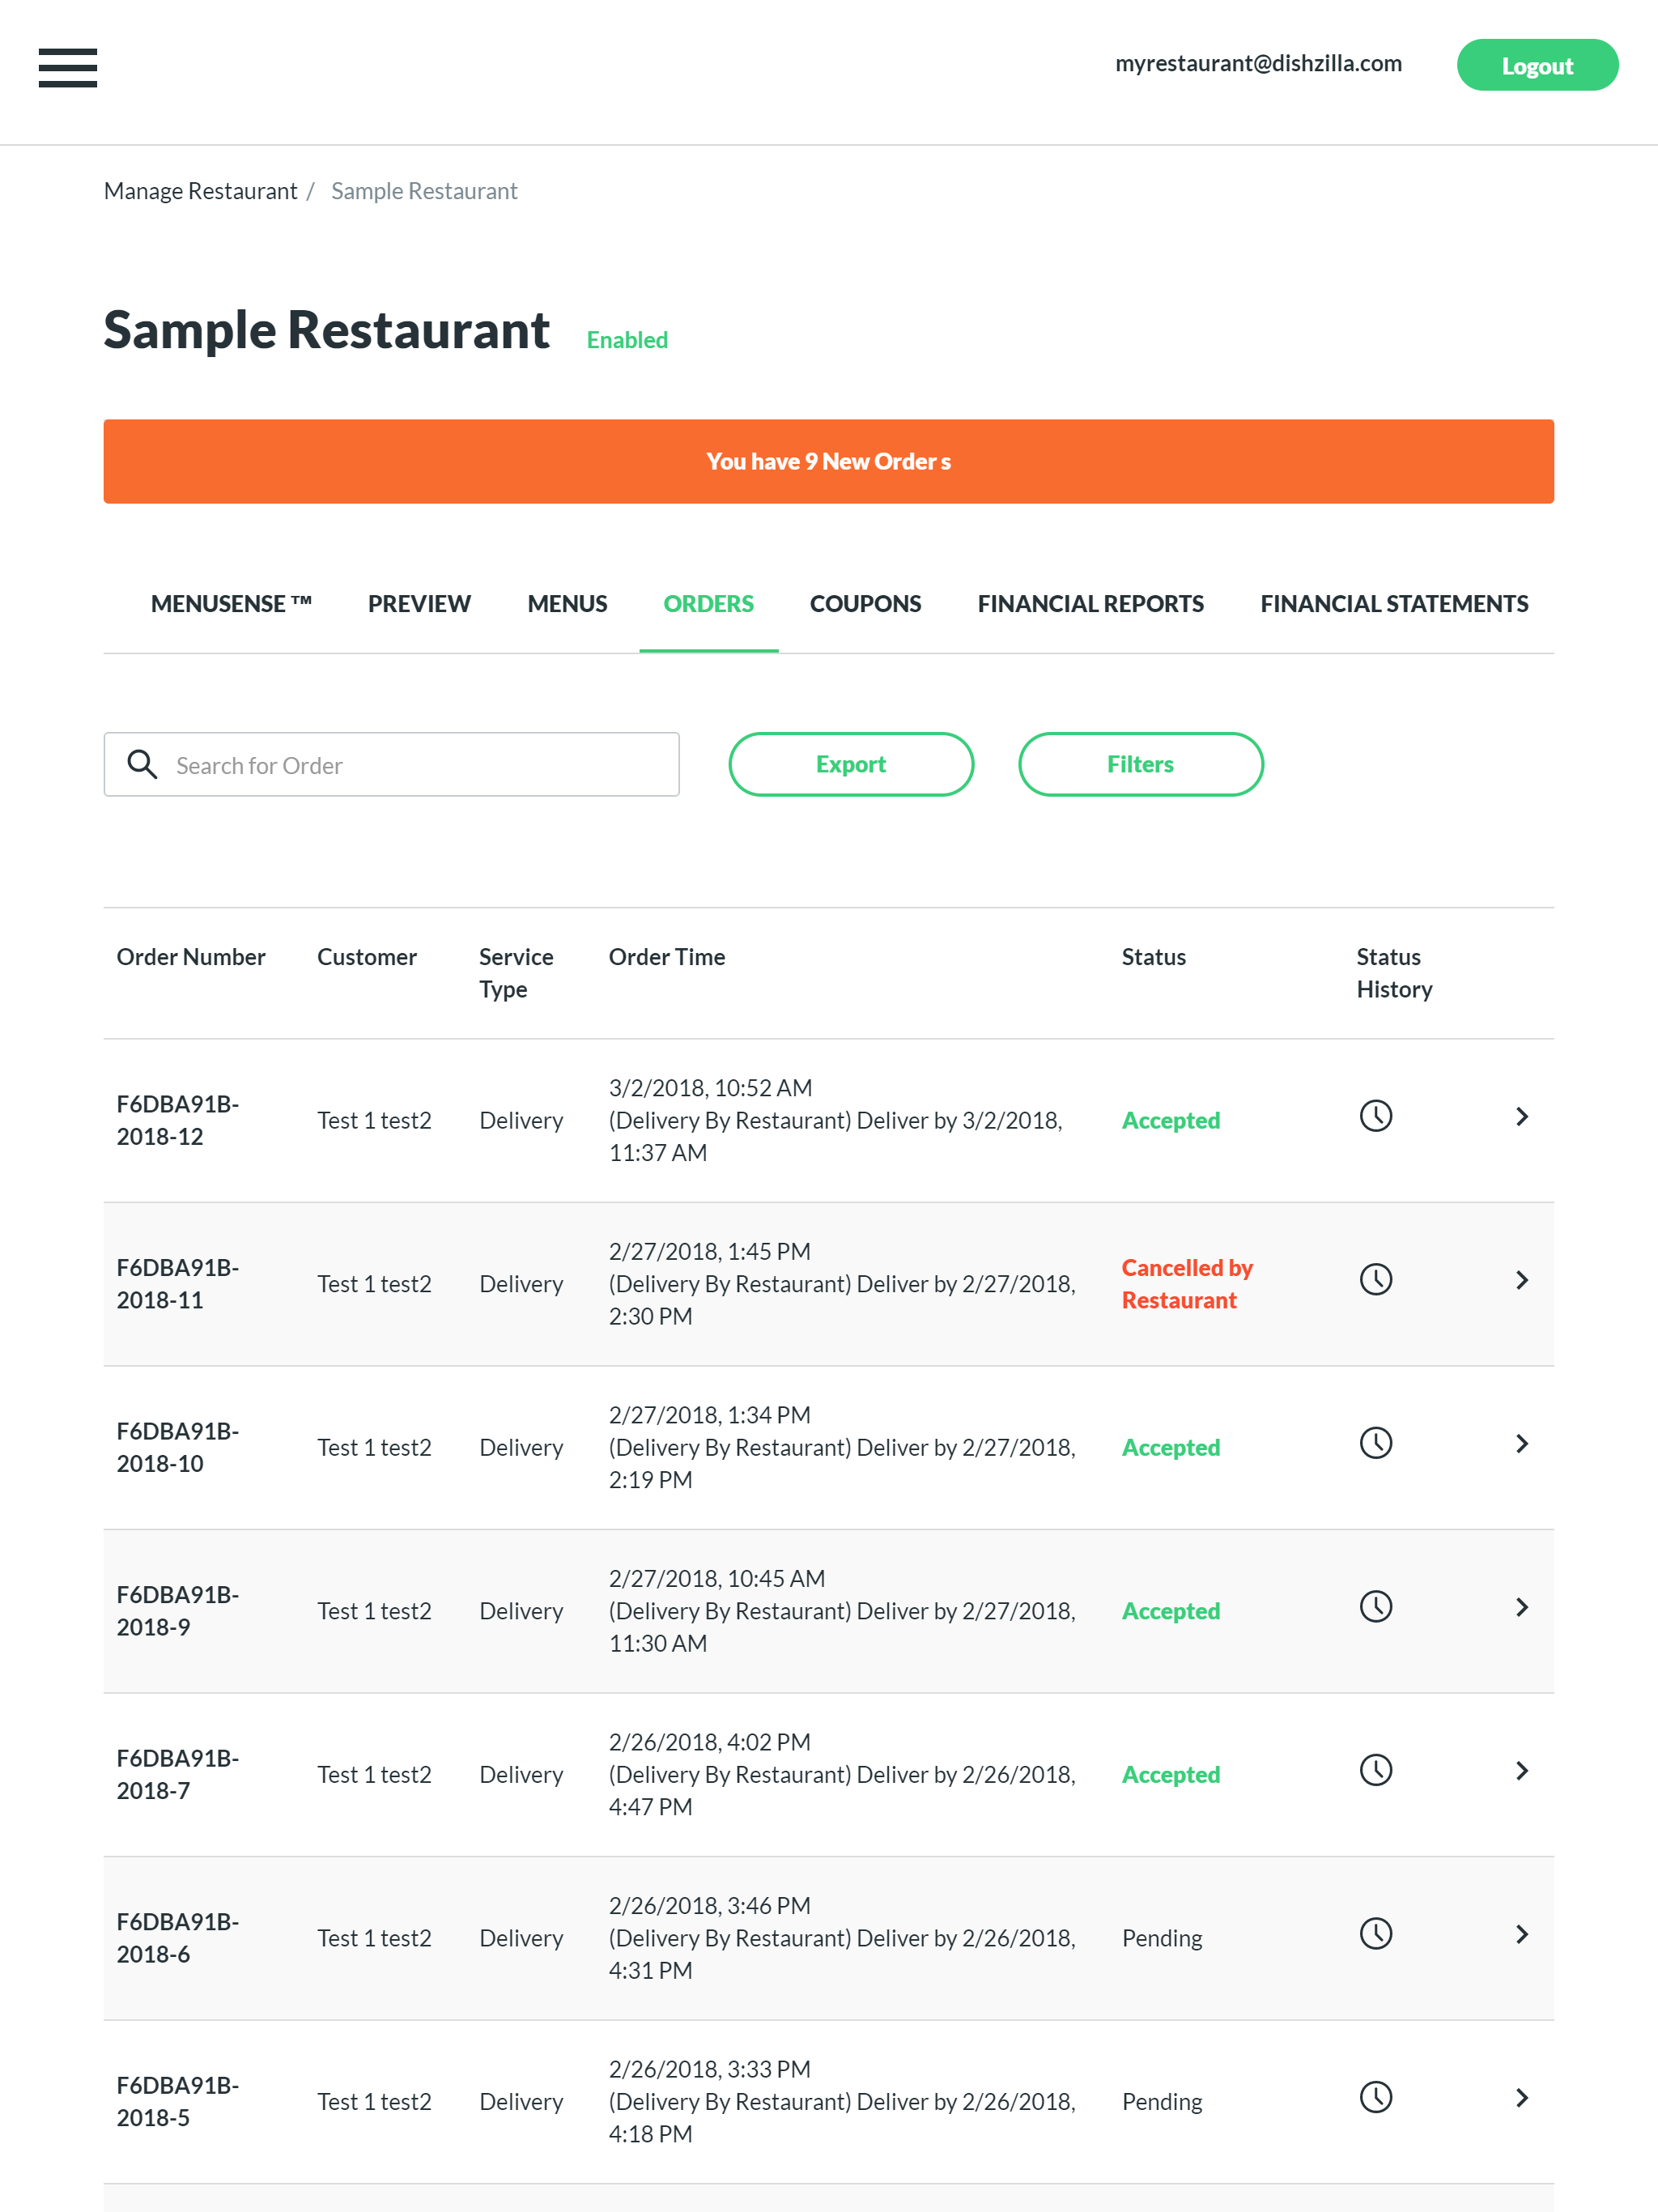 myrestaurant@dishzilla.com
Logout
Manage Restaurant / Sample Restaurant
Sample Restaurant Enabled
You have 9 New Order s
MENUSENSE ™ PREVIEW MENUS ORDERS COUPONS FINANCIAL REPORTS FINANCIAL STATEMENTS
Search for Order
Export
Filters
Order Number
Customer
Service
Type
Order Time
Status
Status
History
F6DBA91B-
2018-12
Test 1 test2
Delivery
3/2/2018, 10:52 AM
(Delivery By Restaurant) Deliver by 3/2/2018,
11:37 AM
Accepted
F6DBA91B-
2018-11
Test 1 test2
Delivery
2/27/2018, 1:45 PM
(Delivery By Restaurant) Deliver by 2/27/2018,
2:30 PM
Cancelled by
Restaurant
F6DBA91B-
2018-10
Test 1 test2
Delivery
2/27/2018, 1:34 PM
(Delivery By Restaurant) Deliver by 2/27/2018,
2:19 PM
Accepted
F6DBA91B-
2018-9
Test 1 test2
Delivery
2/27/2018, 10:45 AM
(Delivery By Restaurant) Deliver by 2/27/2018,
11:30 AM
Accepted
F6DBA91B-
2018-7
Test 1 test2
Delivery
2/26/2018, 4:02 PM
(Delivery By Restaurant) Deliver by 2/26/2018,
4:47 PM
Accepted
F6DBA91B-
2018-6
Test 1 test2
Delivery
2/26/2018, 3:46 PM
(Delivery By Restaurant) Deliver by 2/26/2018,
4:31 PM
Pending
F6DBA91B-
2018-5
Test 1 test2
Delivery
2/26/2018, 3:33 PM
(Delivery By Restaurant) Deliver by 2/26/2018,
4:18 PM
Pending